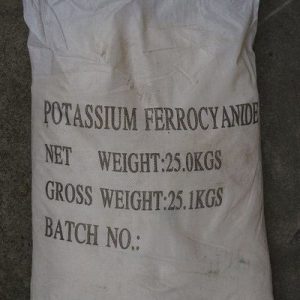 POTASSIUM FERROCYANIDE
NET WEIGHT:25.0KGS
GROSS WEIGHT:25.1KGS
BATCH NO.: